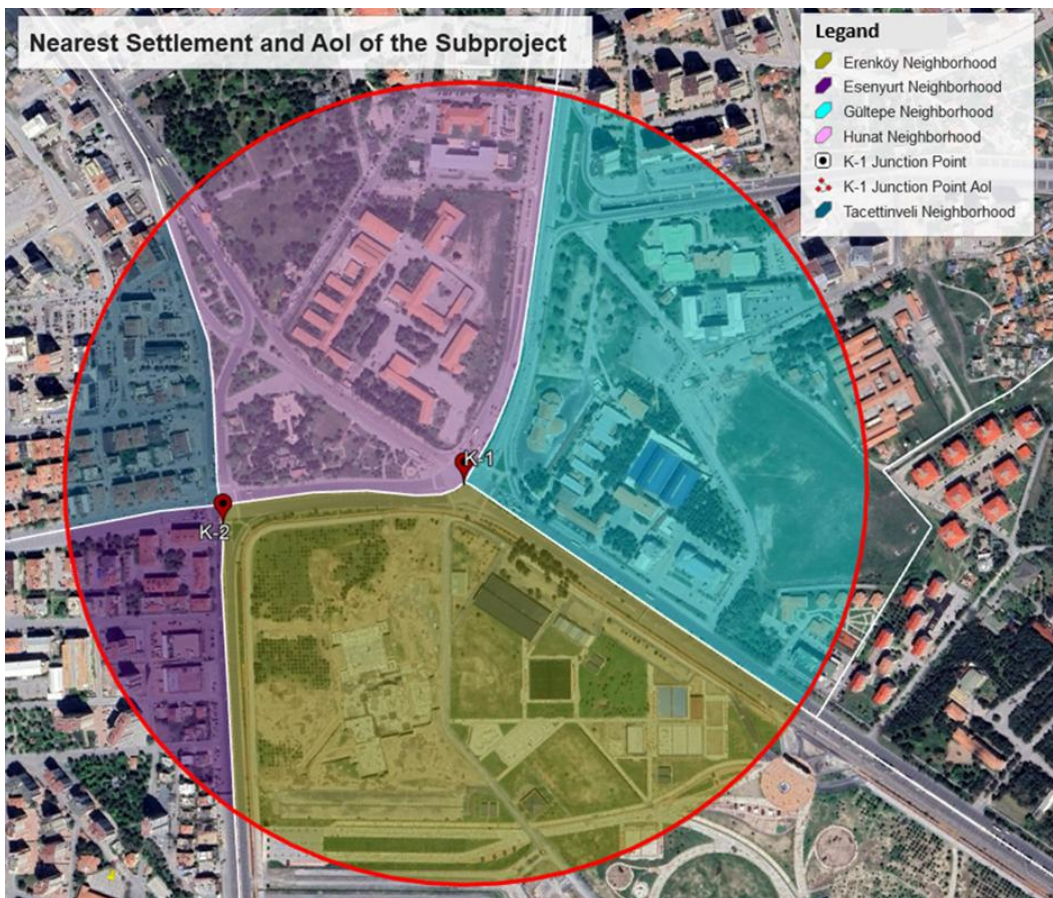 Nearest Settlement and AoI of the Subproject
Legand
Erenköy Neighborhood
Esenyurt Neighborhood
Gültepe Neighborhood
Hunat Neighborhood
K-1 Junction Point
K-1 Junction Point AoI
Tacettinveli Neighborhood
K-1
K-2